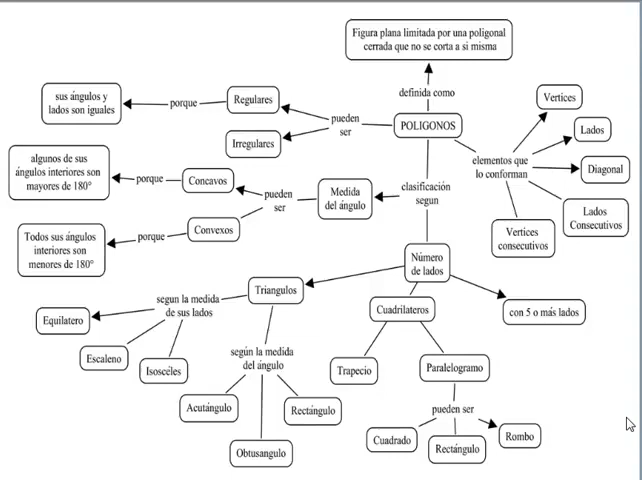 Figura plana limitada por una poligonal
cerrada que no se corta a si misma
definida como
sus ángulos y
lados son iguales
porque
Regulares
pueden
ser
Irregulares
POLIGONOS
Vertices
Lados
elementos que
lo conforman
Diagonal
Lados
Consecutivos
Vertices
consecutivos
algunos de sus
ángulos interiores son
mayores de 180°
porque
Concavos
pueden
ser
Medida
del ángulo
clasificación
segun
Todos sus ángulos
interiores son
menores de 180°
porque
Convexos
Número
de lados
Triangulos
Cuadrilateros
con 5 o más lados
segun la medida
de sus lados
Equilatero
Escaleno
Isosceles
según la medida
del ángulo
Acutángulo
Obtusangulo
Rectángulo
Trapecio
Paralelogramo
pueden ser
Cuadrado
Rectángulo
Rombo